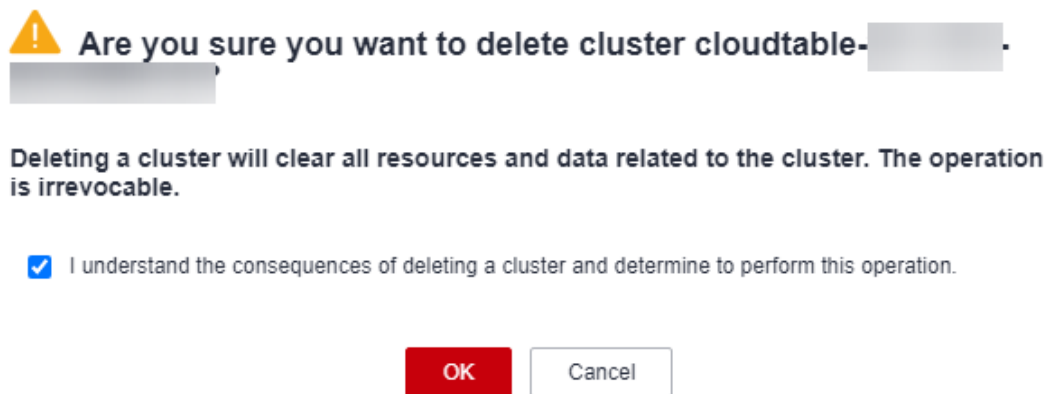 Are you sure you want to delete cluster cloudtable-
Deleting a cluster will clear all resources and data related to the cluster. The operation
is irrevocable.
I understand the consequences of deleting a cluster and determine to perform this operation.
OK
Cancel